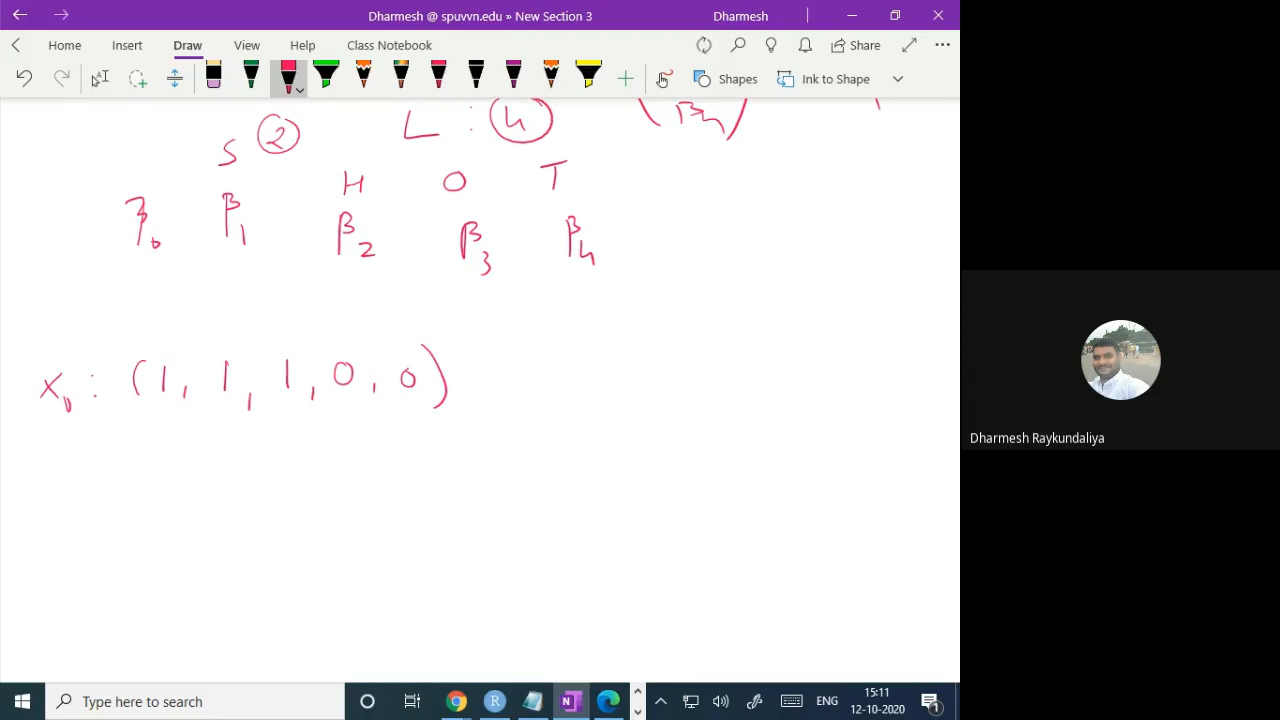 Dharmesh @ spuvvn.edu » New Section 3
Dharmesh
Home Insert Draw View Help Class Notebook Share
Shapes Ink to Shape
S 2 L : 4
H O T
β0 β1 β2 β3 β4
x0 : (1, 1, 1, 0, 0)
Dharmesh Raykundaliya
Type here to search
ENG
15:11
12-10-2020
1